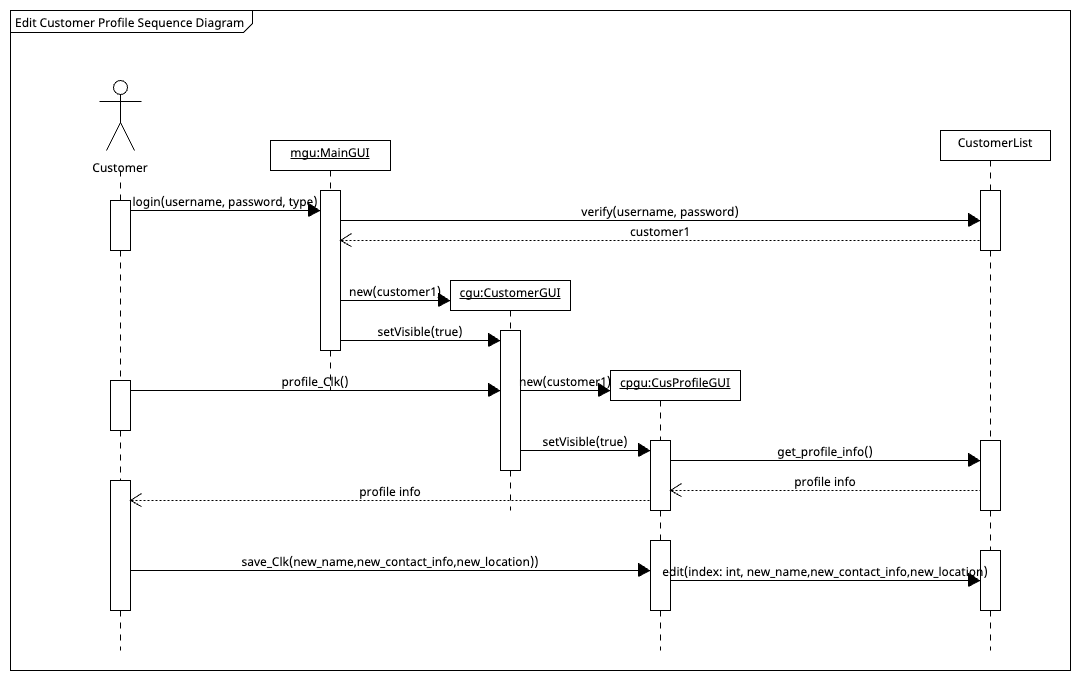 Edit Customer Profile Sequence Diagram
Customer
mgu:MainGUI
CustomerList
login(username, password, type)
verify(username, password)
customer1
new(customer1)
cgu:CustomerGUI
setVisible(true)
profile_Clk()
new(customer1)
cpgu:CusProfileGUI
setVisible(true)
get_profile_info()
profile info
profile info
save_Clk(new_name,new_contact_info,new_location))
edit(index: int, new_name,new_contact_info,new_location)